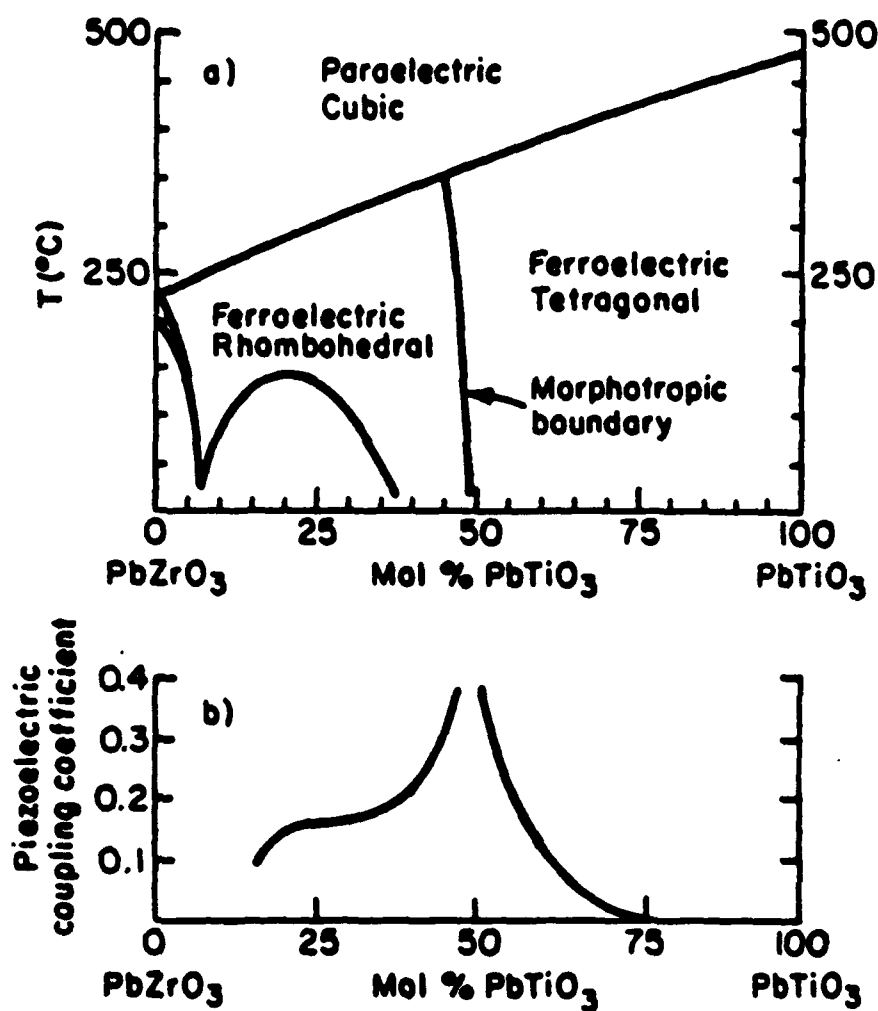 500
a)
Paraelectric
Cubic
500
T (°C)
250
Ferroelectric
Rhombohedral
Ferroelectric
Tetragonal
250
Morphotropic
boundary
0 25 50 75 100
PbZrO₃ Mol % PbTiO₃ PbTiO₃
Piezoelectric
coupling coefficient
0.4
b)
0.3
0.2
0.1
0 25 50 75 100
PbZrO₃ Mol % PbTiO₃ PbTiO₃